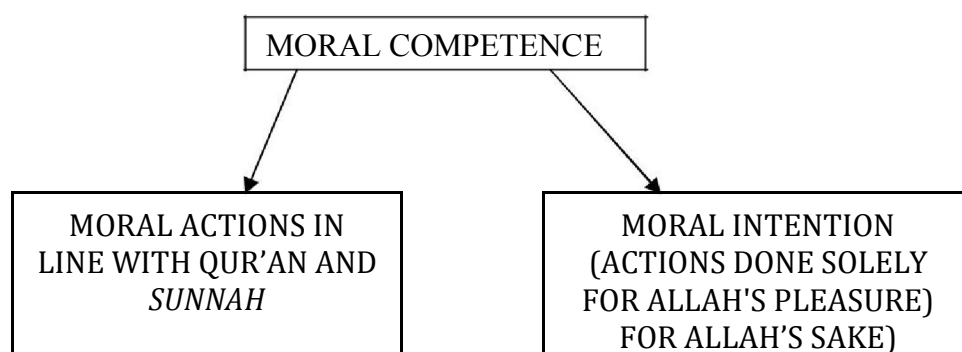 MORAL COMPETENCE
MORAL ACTIONS IN
LINE WITH QUR’AN AND
SUNNAH
MORAL INTENTION
(ACTIONS DONE SOLELY
FOR ALLAH'S PLEASURE)
FOR ALLAH’S SAKE)